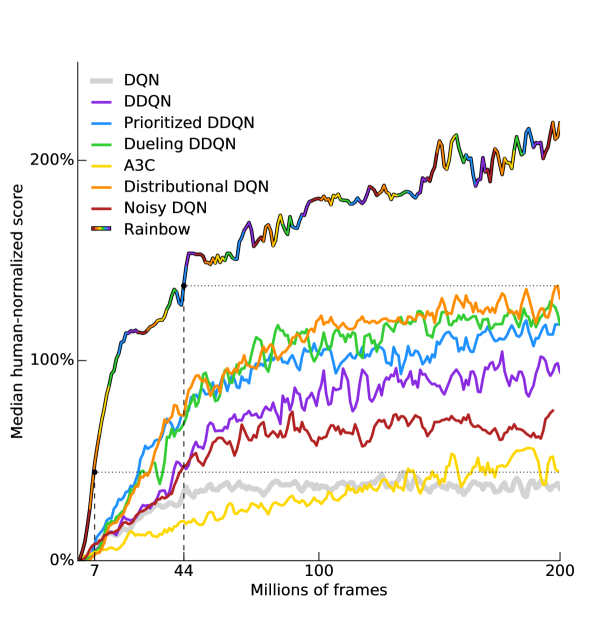 DQN
DDQN
Prioritized DDQN
Dueling DDQN
A3C
Distributional DQN
Noisy DQN
Rainbow
200%
100%
0%
Median human-normalized score
7 44 100 200
Millions of frames